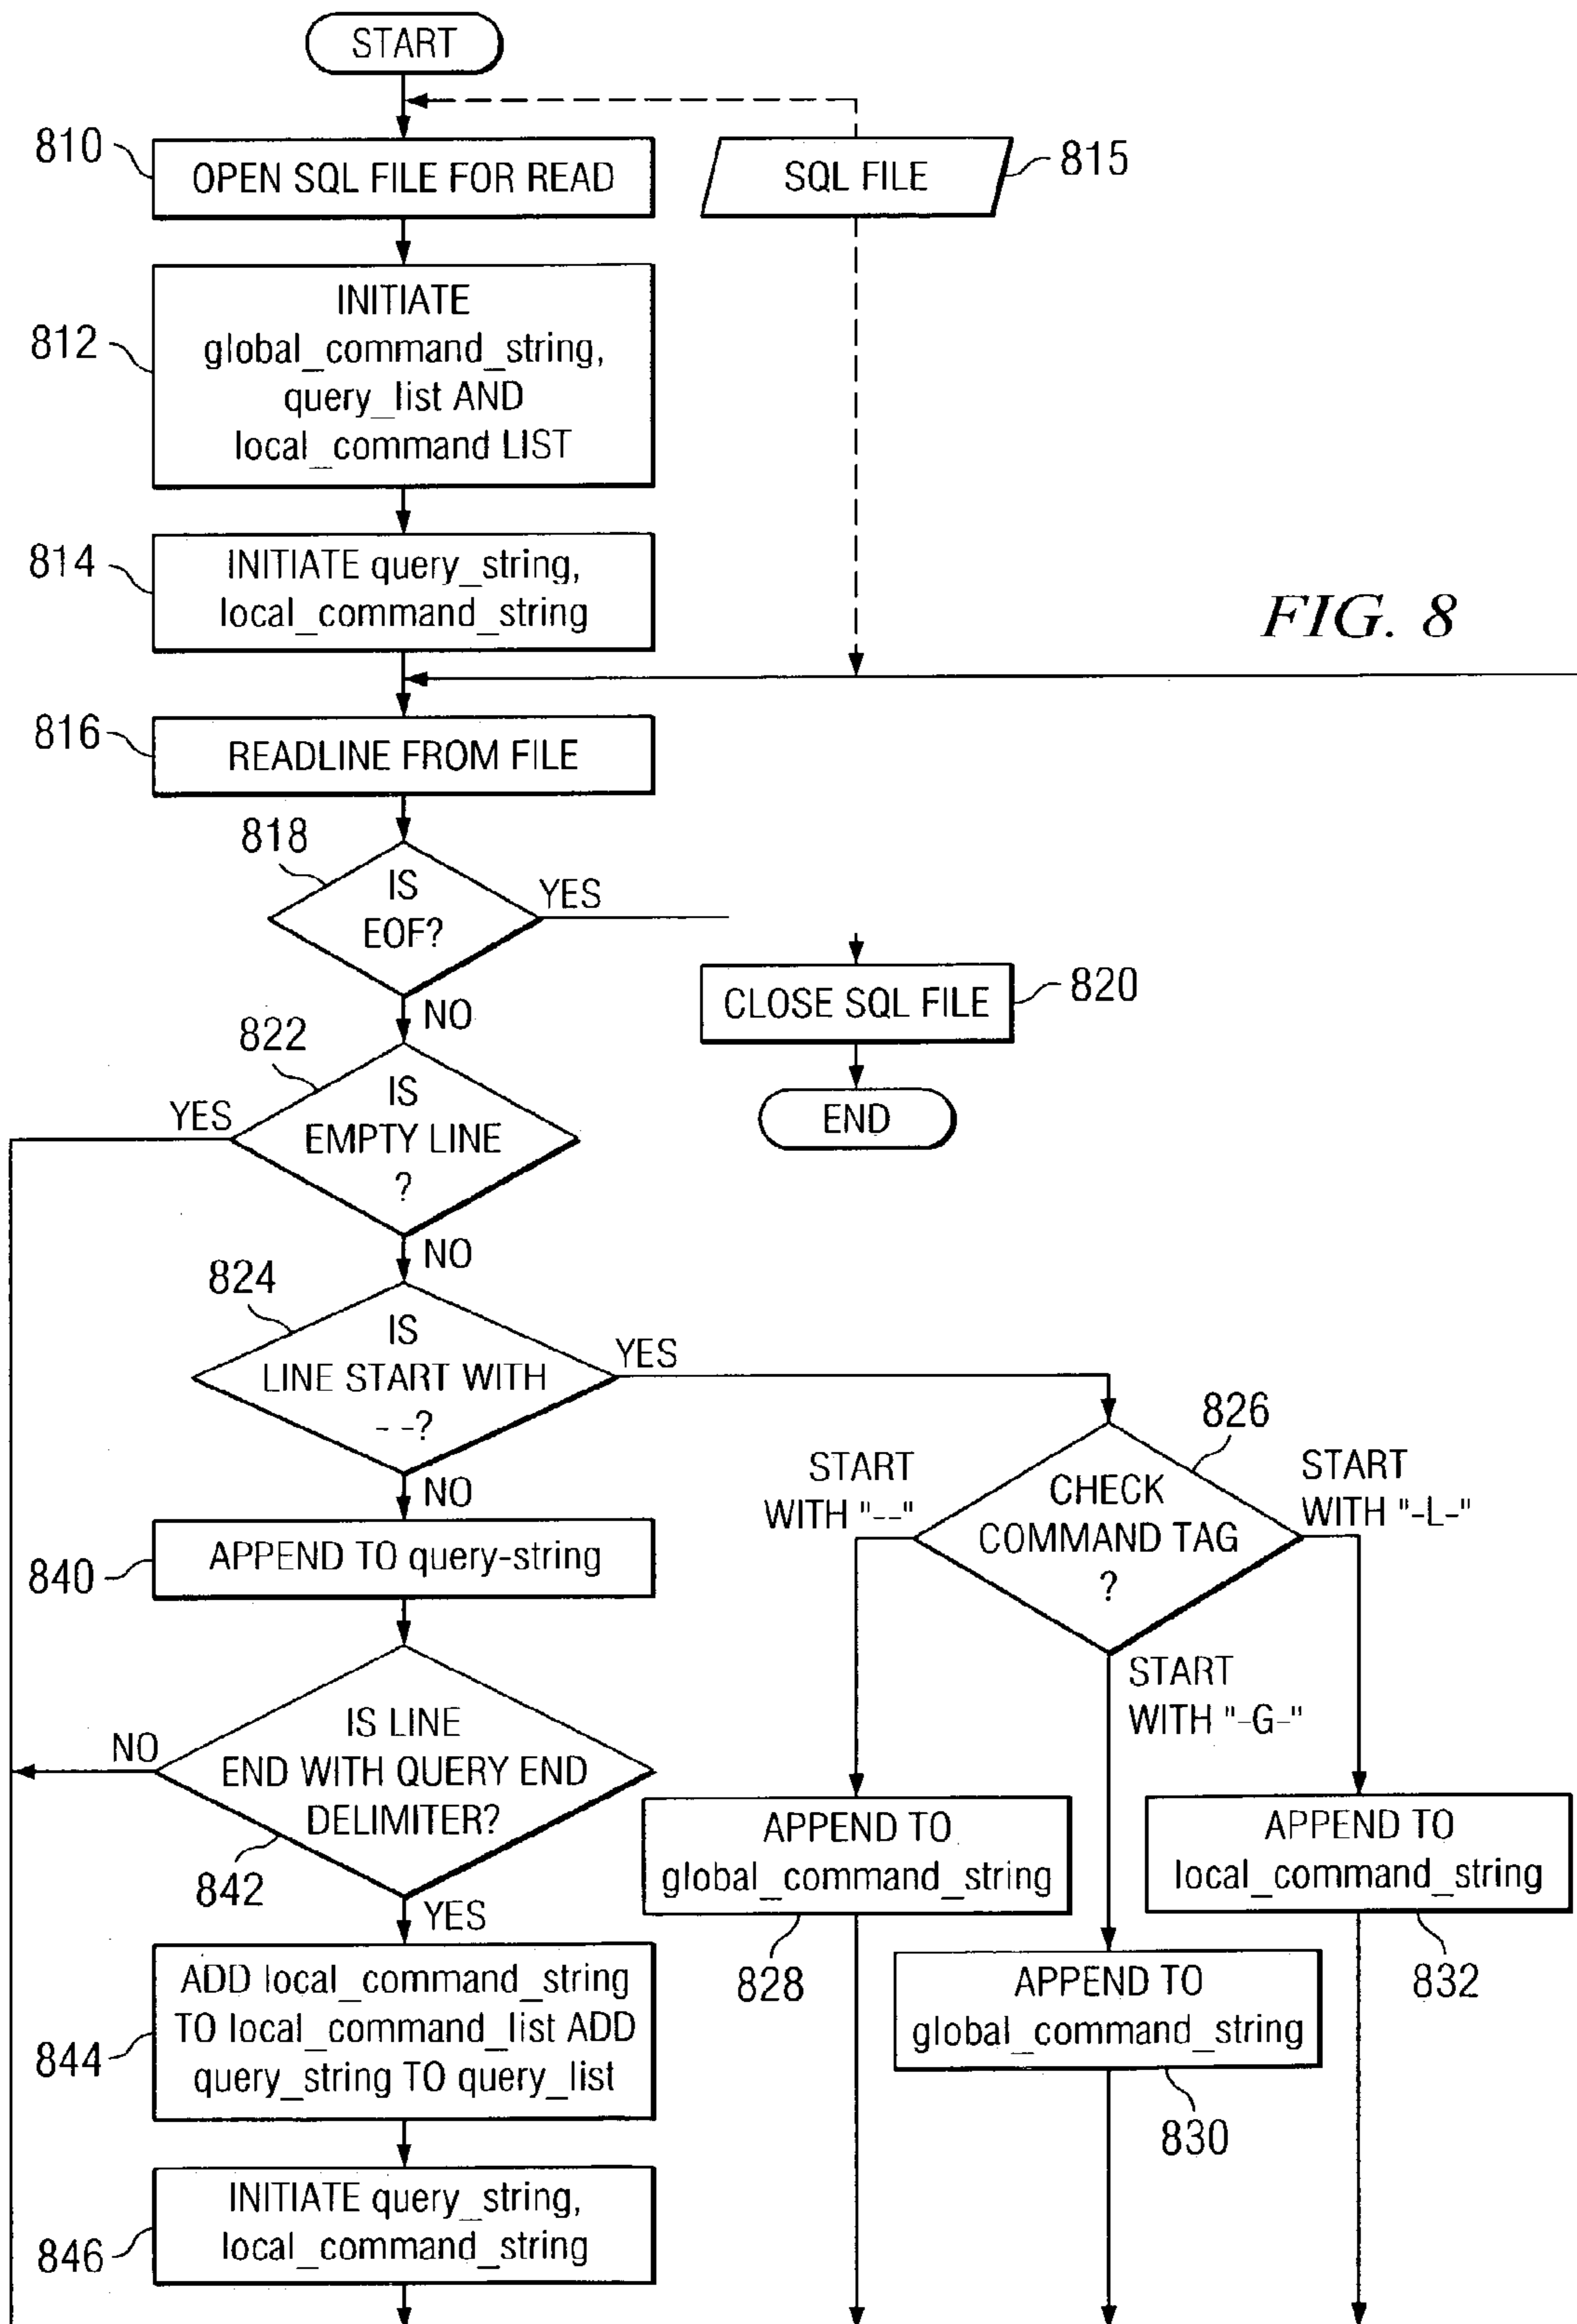 START
810
OPEN SQL FILE FOR READ
SQL FILE
815
812
INITIATE
global_command_string,
query_list AND
local_command LIST
814
INITIATE query_string,
local_command_string
FIG. 8
816
READLINE FROM FILE
818
IS
EOF?
YES
NO
CLOSE SQL FILE
820
END
822
YES
IS
EMPTY LINE
?
NO
824
IS
LINE START WITH
- -?
YES
NO
826
START
WITH "--"
CHECK
COMMAND TAG
?
START
WITH "-L-"
START
WITH "-G-"
840
APPEND TO query-string
NO
IS LINE
END WITH QUERY END
DELIMITER?
842
YES
APPEND TO
global_command_string
828
APPEND TO
global_command_string
830
APPEND TO
local_command_string
832
844
ADD local_command_string
TO local_command_list ADD
query_string TO query_list
846
INITIATE query_string,
local_command_string